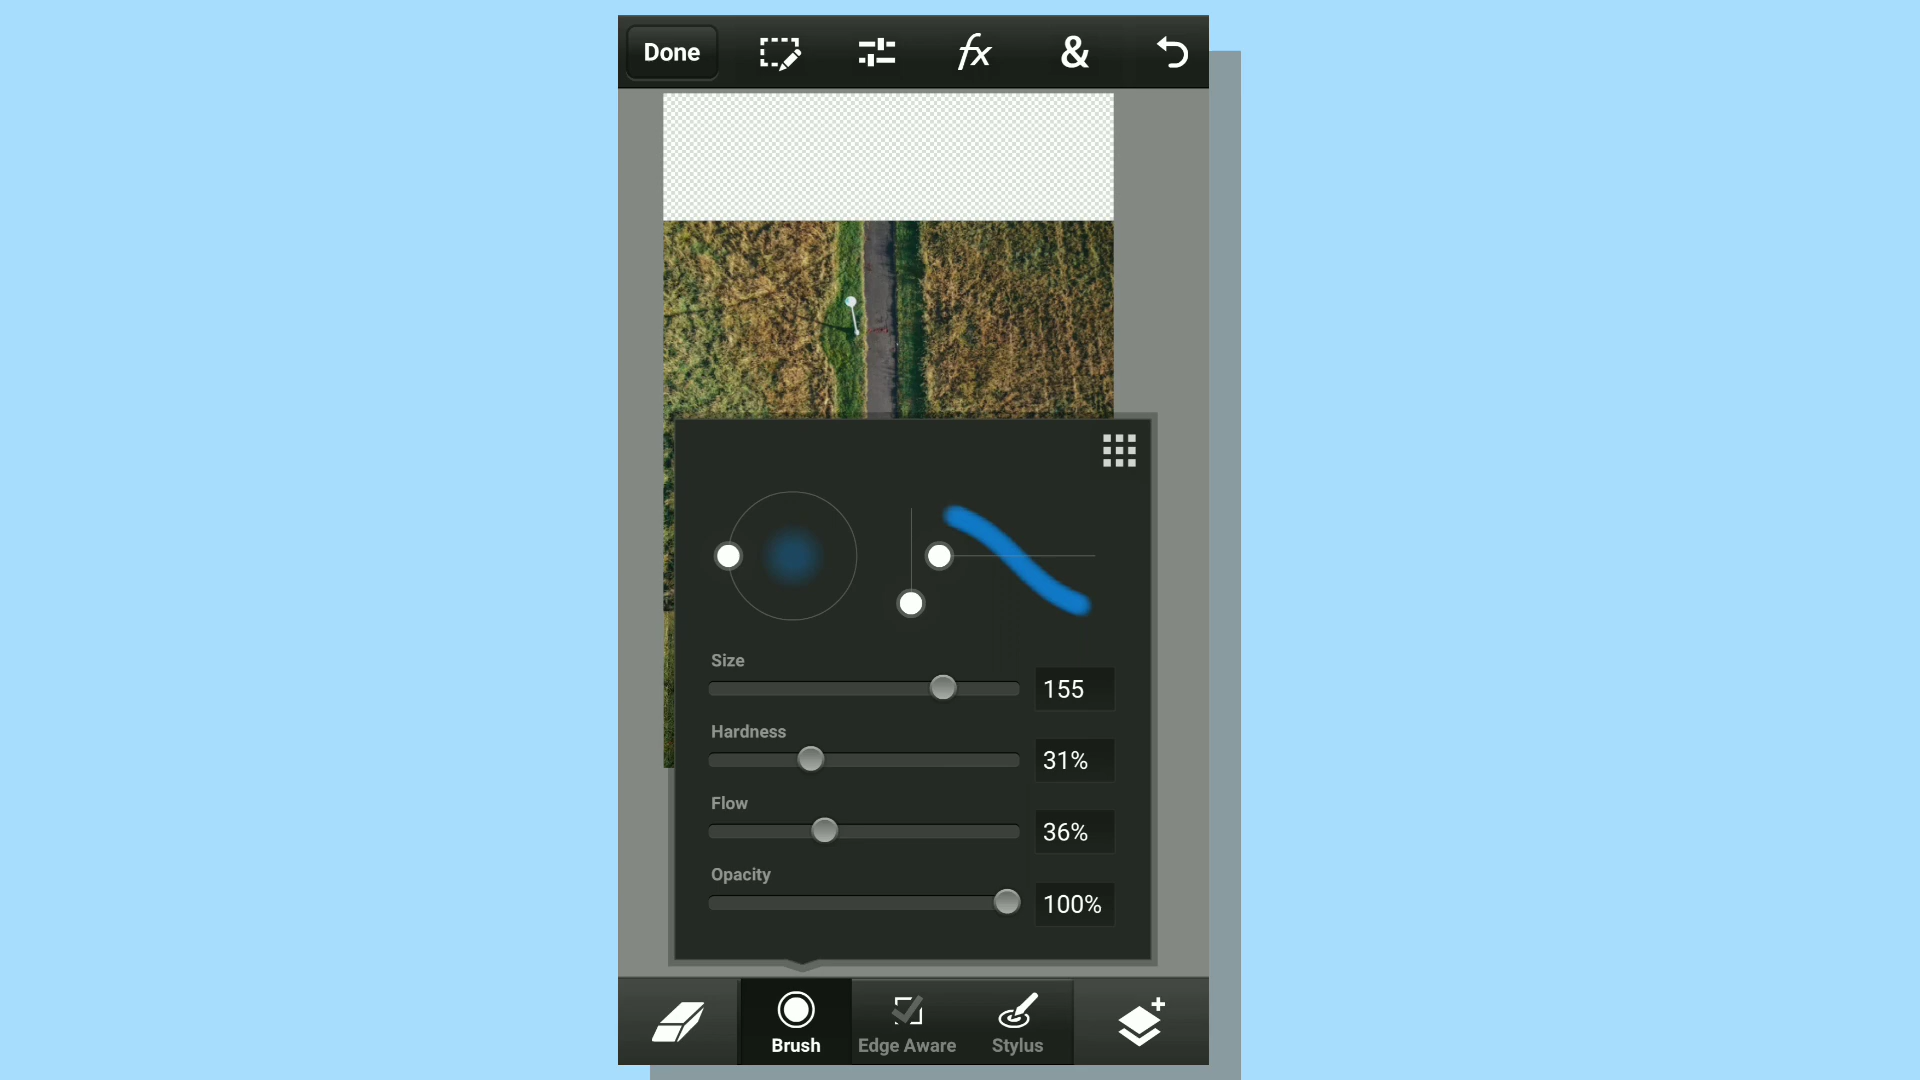 Done
fx
&
Size
155
Hardness
31%
Flow
36%
Opacity
100%
Brush
Edge Aware
Stylus